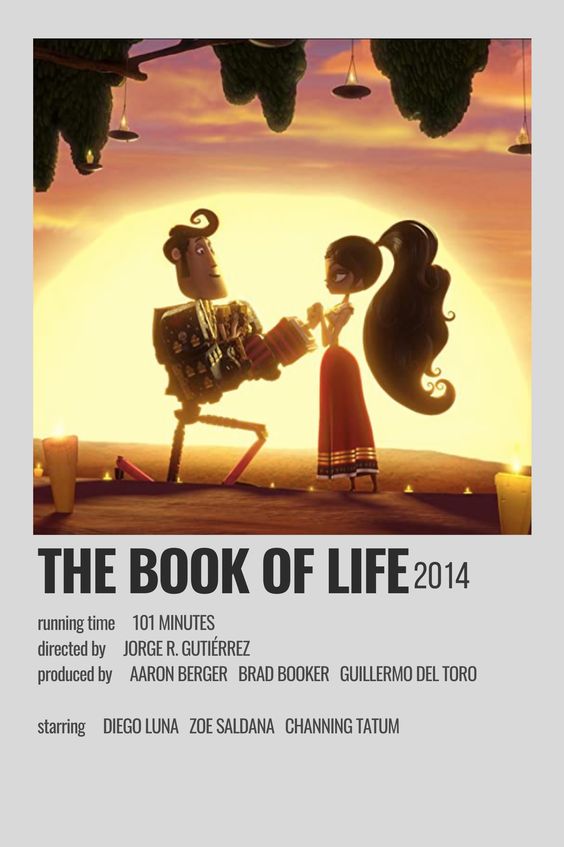 THE BOOK OF LIFE 2014
running time 101 MINUTES
directed by JORGE R. GUTIÉRREZ
produced by AARON BERGER BRAD BOOKER GUILLERMO DEL TORO
starring DIEGO LUNA ZOE SALDANA CHANNING TATUM